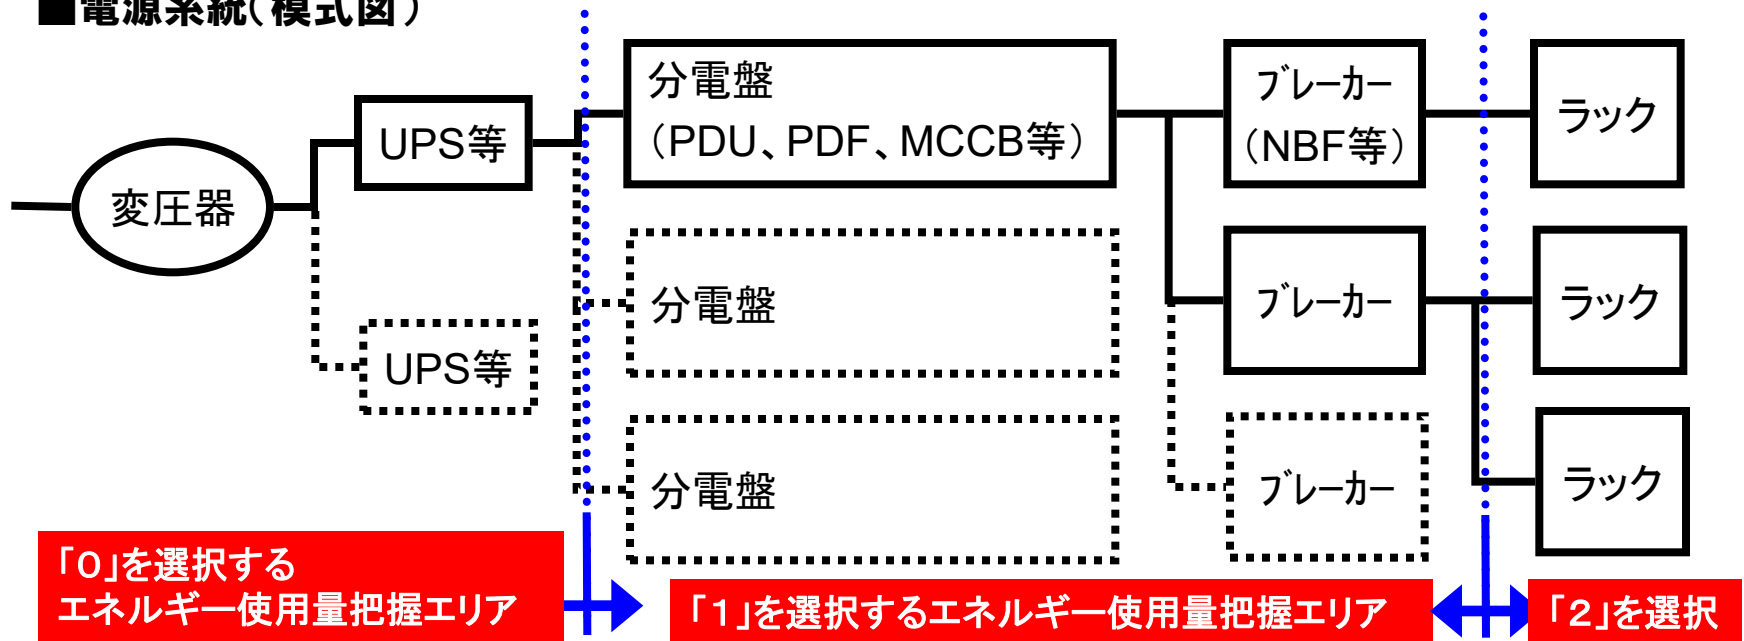 ■電源系統（模式図）
分電盤
（PDU、PDF、MCCB等）
ブレーカー
（NBF等）
ラック
UPS等
変圧器
分電盤
ブレーカー
ラック
UPS等
分電盤
ブレーカー
ラック
「0」を選択する
エネルギー使用量把握エリア
「1」を選択するエネルギー使用量把握エリア
「2」を選択